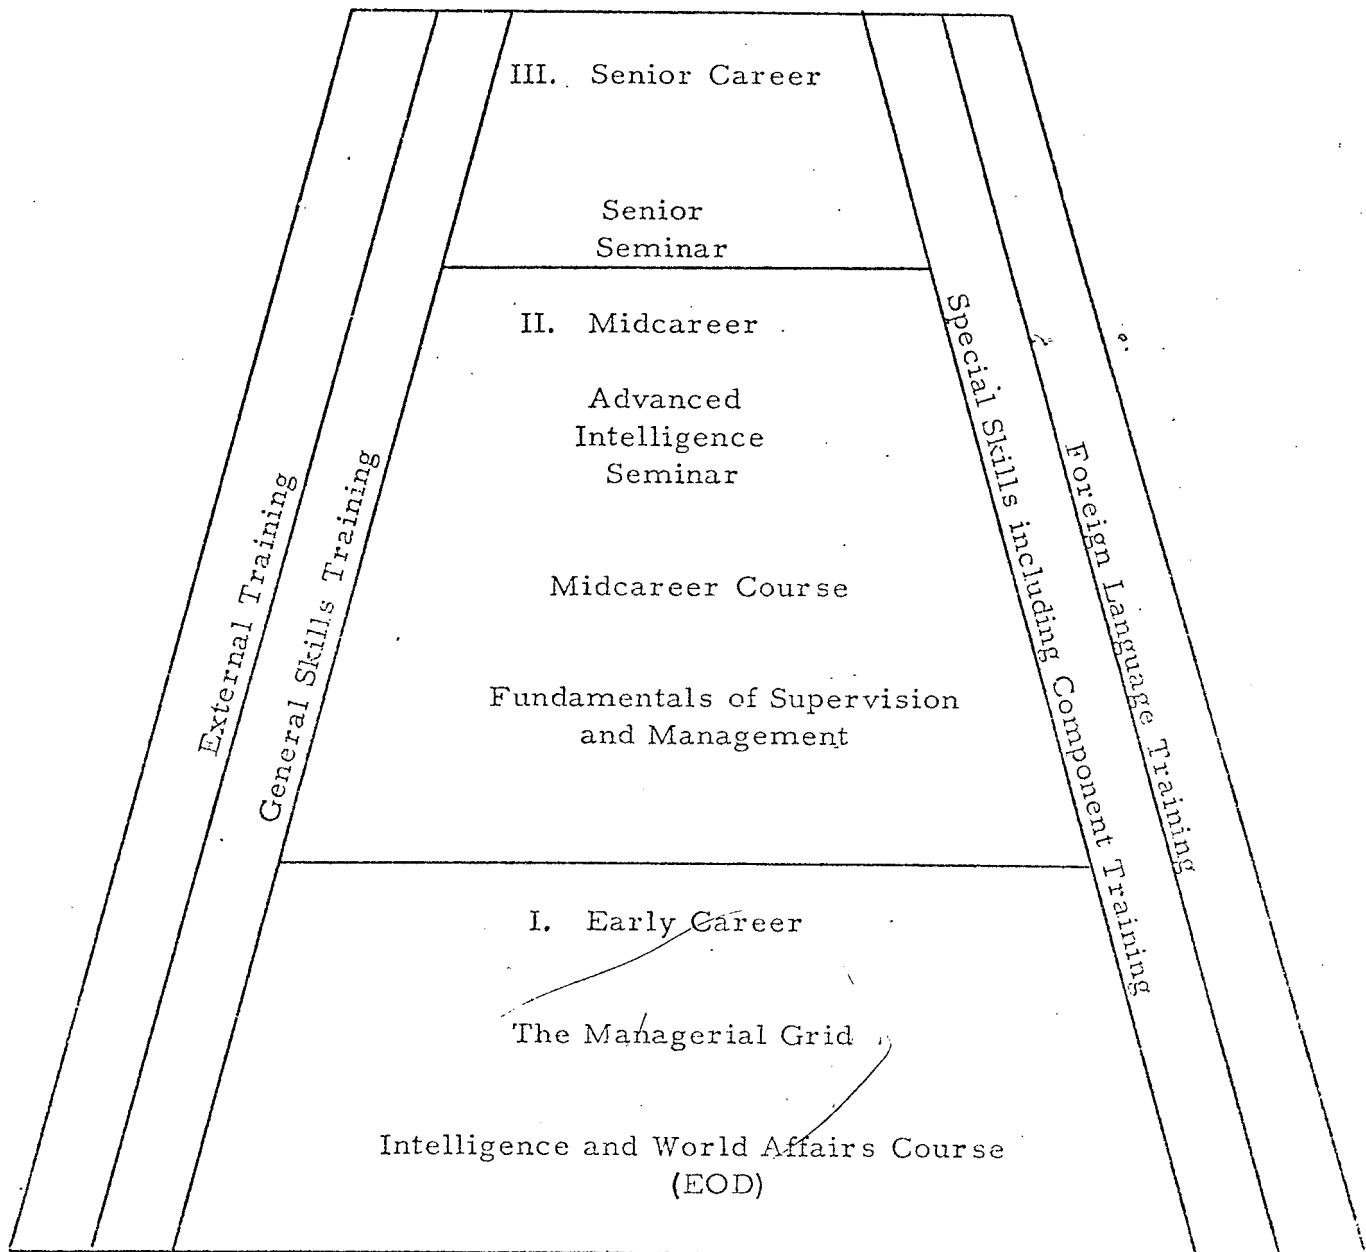 III. Senior Career
Senior
Seminar
II. Midcareer
Advanced
Intelligence
Seminar
Midcareer Course
Fundamentals of Supervision
and Management
I. Early Career
The Managerial Grid
Intelligence and World Affairs Course
(EOD)
External Training
General Skills Training
Special Skills including Component Training
Foreign Language Training